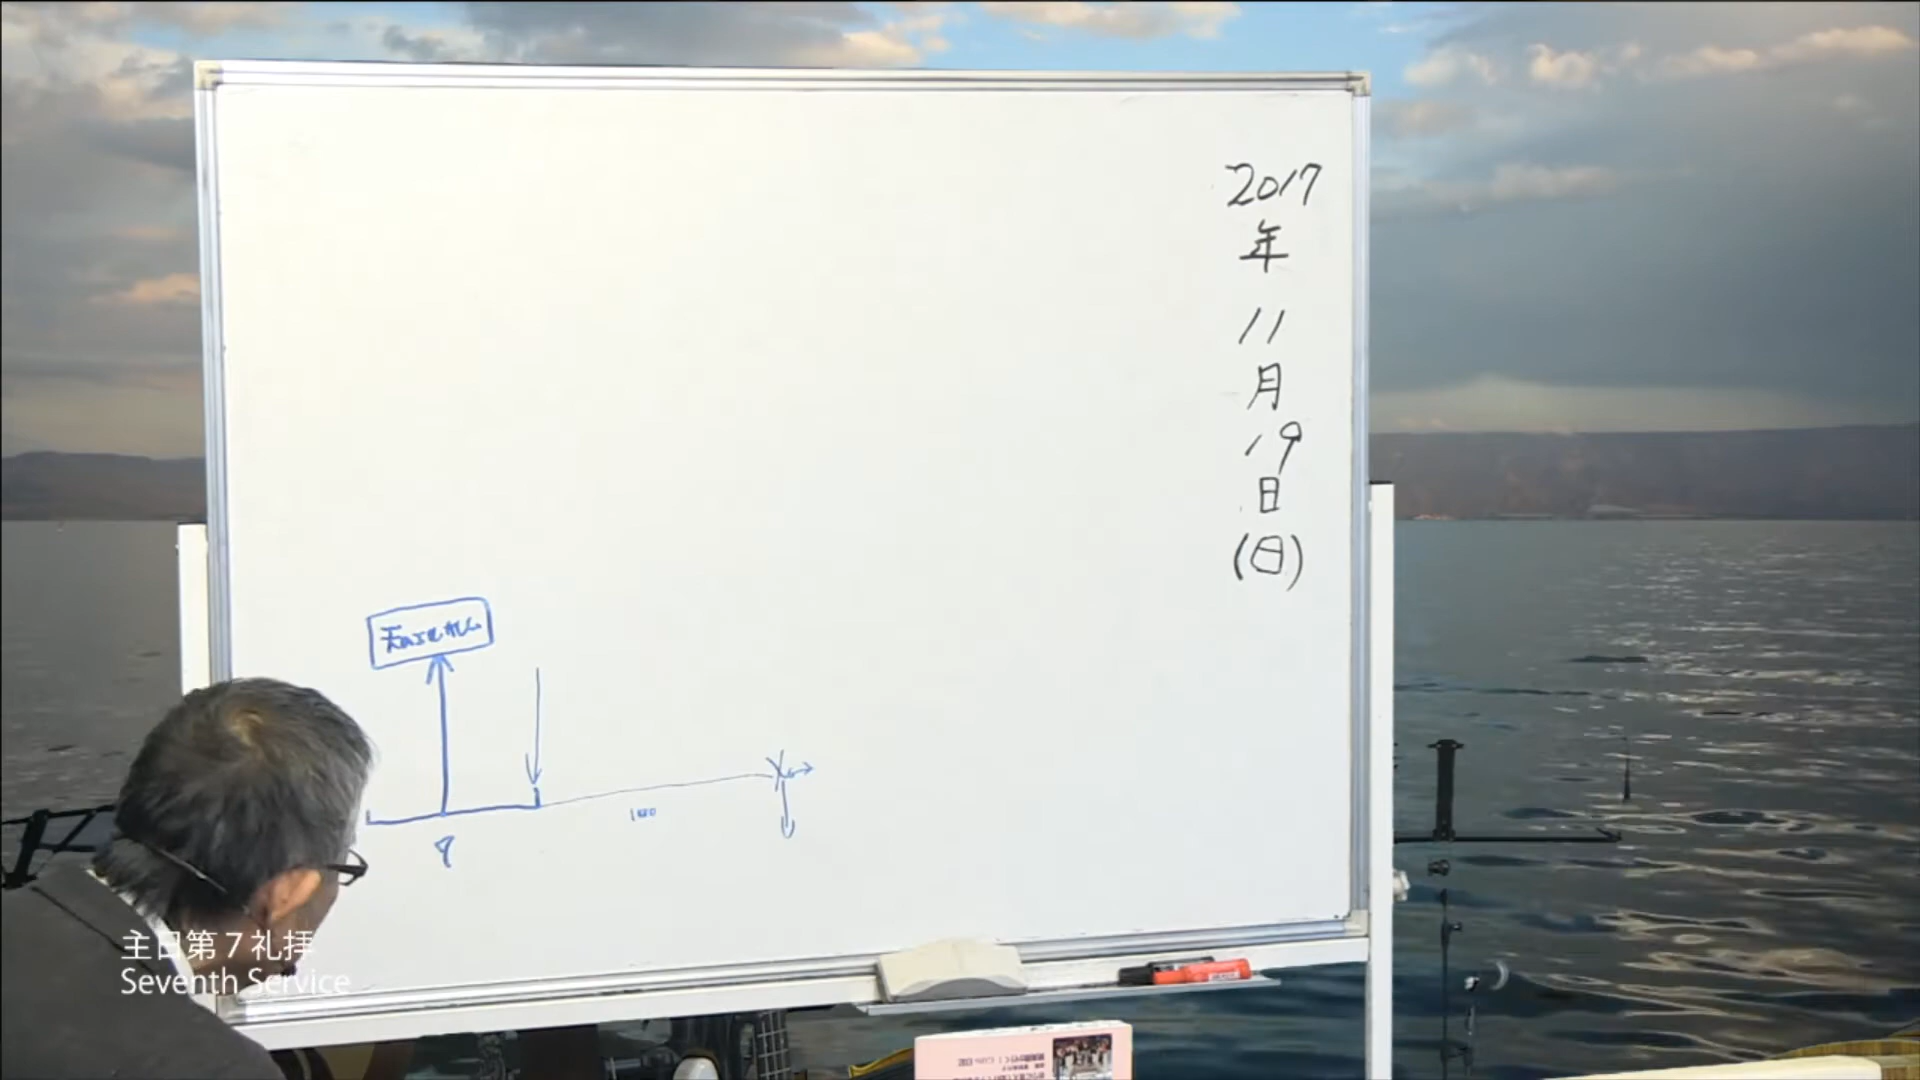 2017
年
11
月
19
日
(日)
天のエルサレム
7
1000
主日第7礼拝
Seventh Service